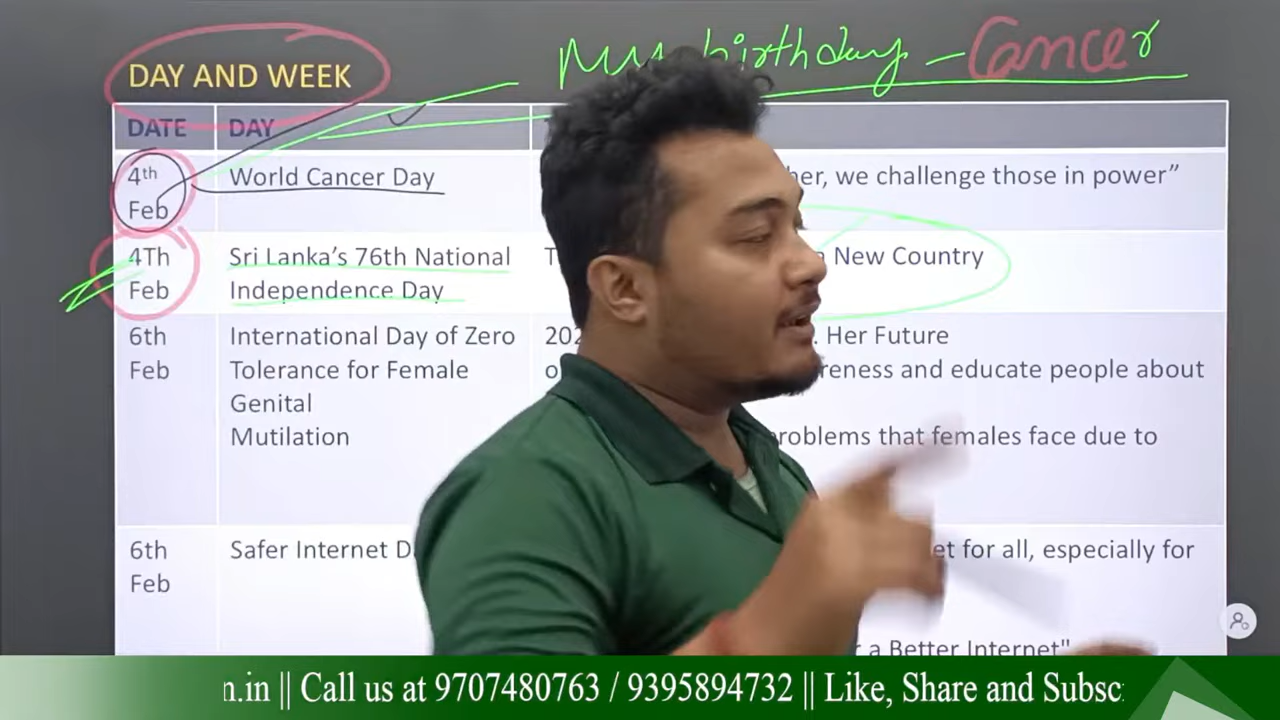 My birthday - Cancer
DAY AND WEEK
DATE DAY
4th Feb World Cancer Day her, we challenge those in power”
4Th Feb Sri Lanka’s 76th National Independence Day New Country
6th Feb International Day of Zero Tolerance for Female Genital Mutilation Her Future
and educate people about
problems that females face due to
6th Feb Safer Internet for all, especially for
a Better Internet"
n.in || Call us at 9707480763 / 9395894732 || Like, Share and Subsc